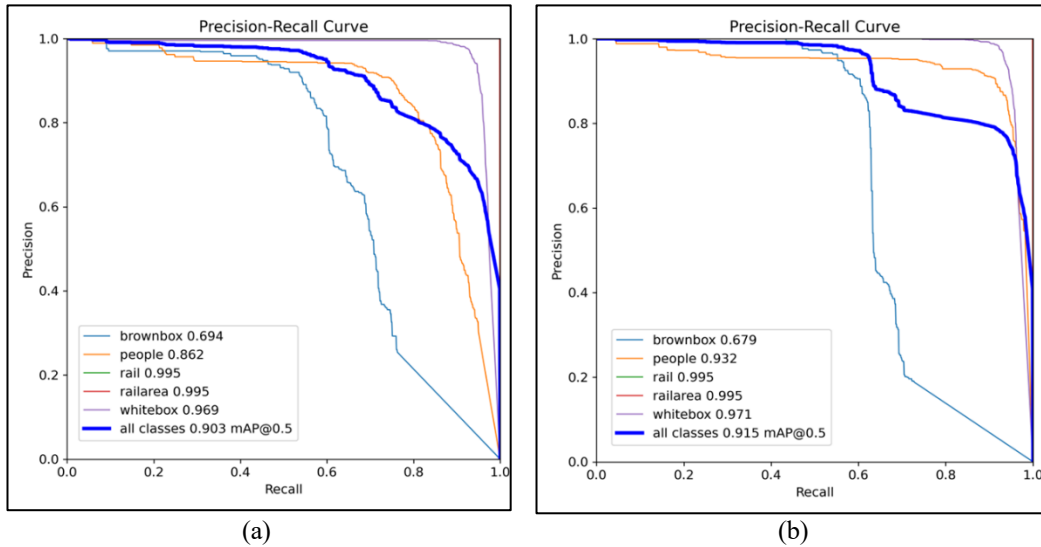 Precision-Recall Curve
1.0
0.8
0.6
0.4
0.2
0.0
Precision
brownbox 0.694
people 0.862
rail 0.995
railarea 0.995
whitebox 0.969
all classes 0.903 mAP@0.5
0.0 0.2 0.4 0.6 0.8 1.0
Recall
(a)
Precision-Recall Curve
1.0
0.8
0.6
0.4
0.2
0.0
Precision
brownbox 0.679
people 0.932
rail 0.995
railarea 0.995
whitebox 0.971
all classes 0.915 mAP@0.5
0.0 0.2 0.4 0.6 0.8 1.0
Recall
(b)